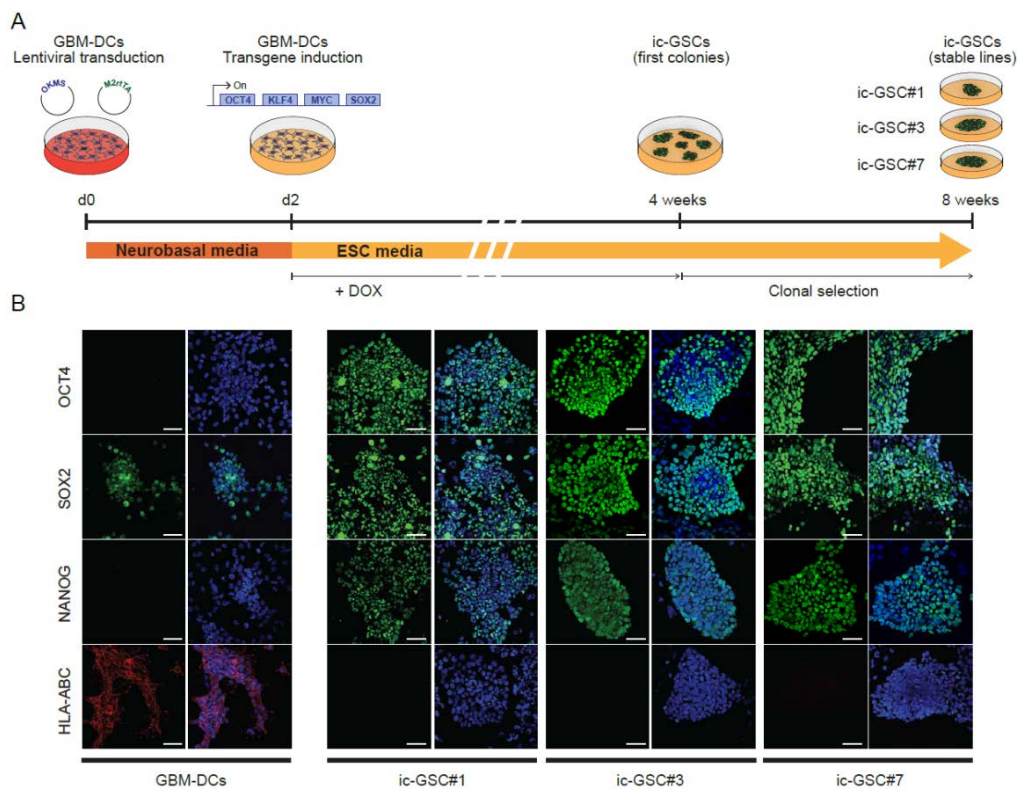 A
GBM-DCs
Lentiviral transduction
GBM-DCs
Transgene induction
ic-GSCs
(first colonies)
ic-GSCs
(stable lines)
OKMS
M2rtTA
On
OCT4 KLF4 MYC SOX2
ic-GSC#1
ic-GSC#3
ic-GSC#7
d0 d2 4 weeks 8 weeks
Neurobasal media ESC media
+ DOX Clonal selection
B
OCT4
SOX2
NANOG
HLA-ABC
GBM-DCs ic-GSC#1 ic-GSC#3 ic-GSC#7